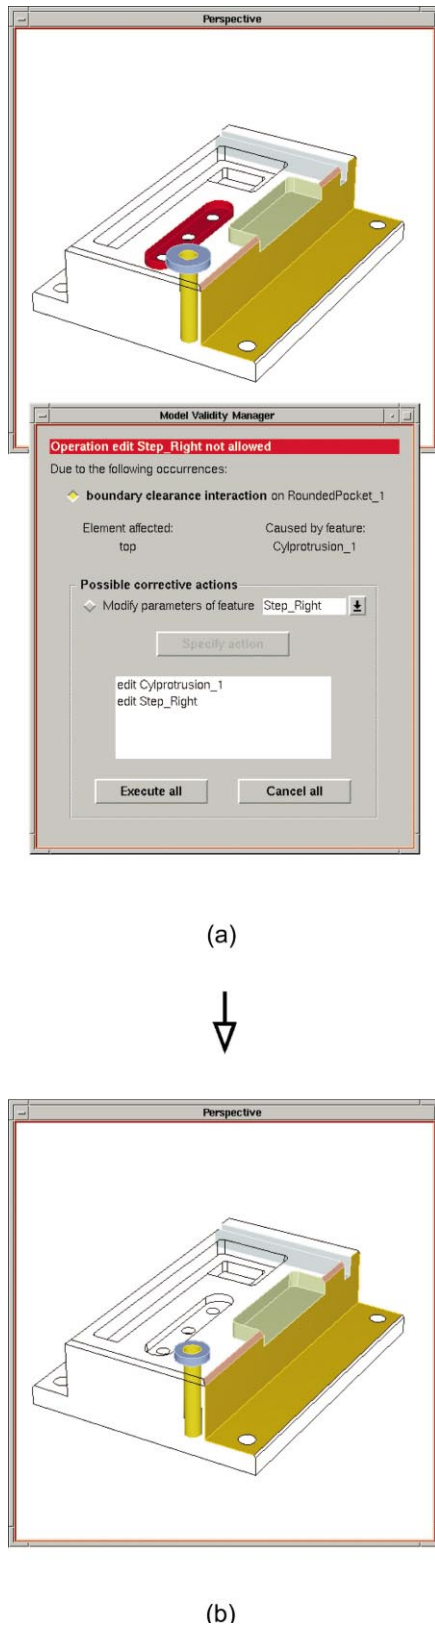 Perspective
Model Validity Manager
Operation edit Step_Right not allowed
Due to the following occurrences:
boundary clearance interaction on RoundedPocket_1
Element affected: Caused by feature:
top Cylprotrusion_1
Possible corrective actions
Modify parameters of feature Step_Right
Specify action
edit Cylprotrusion_1
edit Step_Right
Execute all Cancel all
(a)
Perspective
(b)